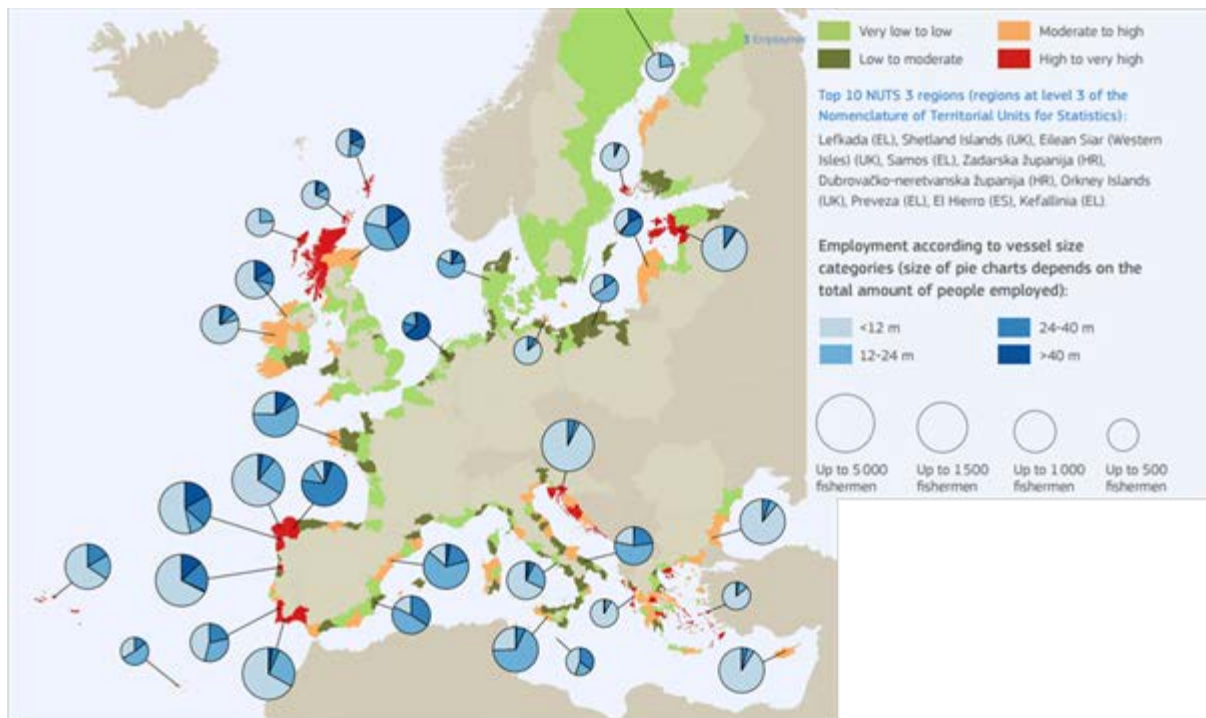 3 Employmer
Very low to low
Moderate to high
Low to moderate
High to very high
Top 10 NUTS 3 regions (regions at level 3 of the
Nomenclature of Territorial Units for Statistics):
Lefkada (EL), Shetland Islands (UK), Eilean Siar (Western
Isles) (UK), Samos (EL), Zadarska županija (HR),
Dubrovačko-neretvanska županija (HR), Orkney Islands
(UK), Preveza (EL), El Hierro (ES), Kefallinia (EL).
Employment according to vessel size
categories (size of pie charts depends on the
total amount of people employed):
<12 m
24-40 m
12-24 m
>40 m
Up to 5 000
fishermen
Up to 1 500
fishermen
Up to 1 000
fishermen
Up to 500
fishermen